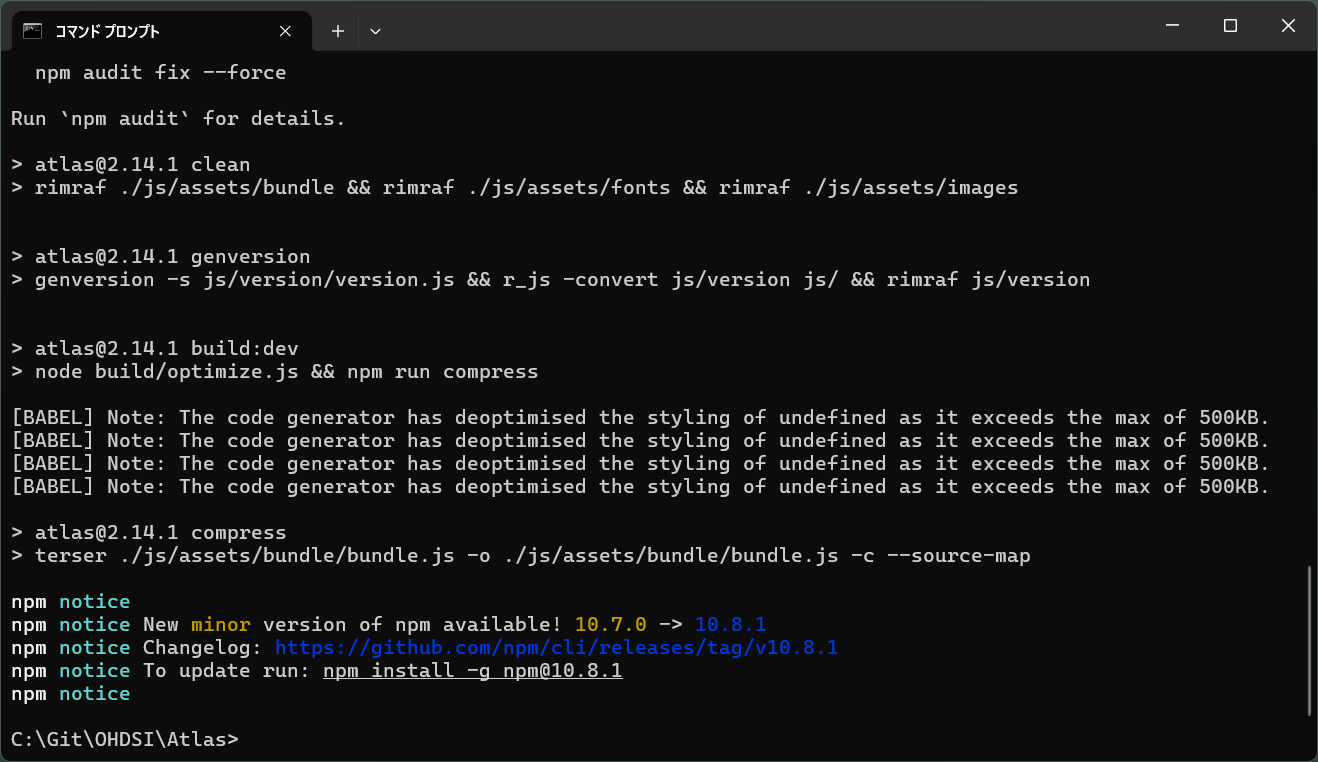 コマンド プロンプト
npm audit fix --force
Run `npm audit` for details.
> atlas@2.14.1 clean
> rimraf ./js/assets/bundle && rimraf ./js/assets/fonts && rimraf ./js/assets/images
> atlas@2.14.1 genversion
> genversion -s js/version/version.js && r_js -convert js/version js/ && rimraf js/version
> atlas@2.14.1 build:dev
> node build/optimize.js && npm run compress
[BABEL] Note: The code generator has deoptimised the styling of undefined as it exceeds the max of 500KB.
[BABEL] Note: The code generator has deoptimised the styling of undefined as it exceeds the max of 500KB.
[BABEL] Note: The code generator has deoptimised the styling of undefined as it exceeds the max of 500KB.
[BABEL] Note: The code generator has deoptimised the styling of undefined as it exceeds the max of 500KB.
> atlas@2.14.1 compress
> terser ./js/assets/bundle/bundle.js -o ./js/assets/bundle/bundle.js -c --source-map
npm notice
npm notice New minor version of npm available! 10.7.0 -> 10.8.1
npm notice Changelog: https://github.com/npm/cli/releases/tag/v10.8.1
npm notice To update run: npm install -g npm@10.8.1
npm notice
C:\Git\OHDSI\Atlas>